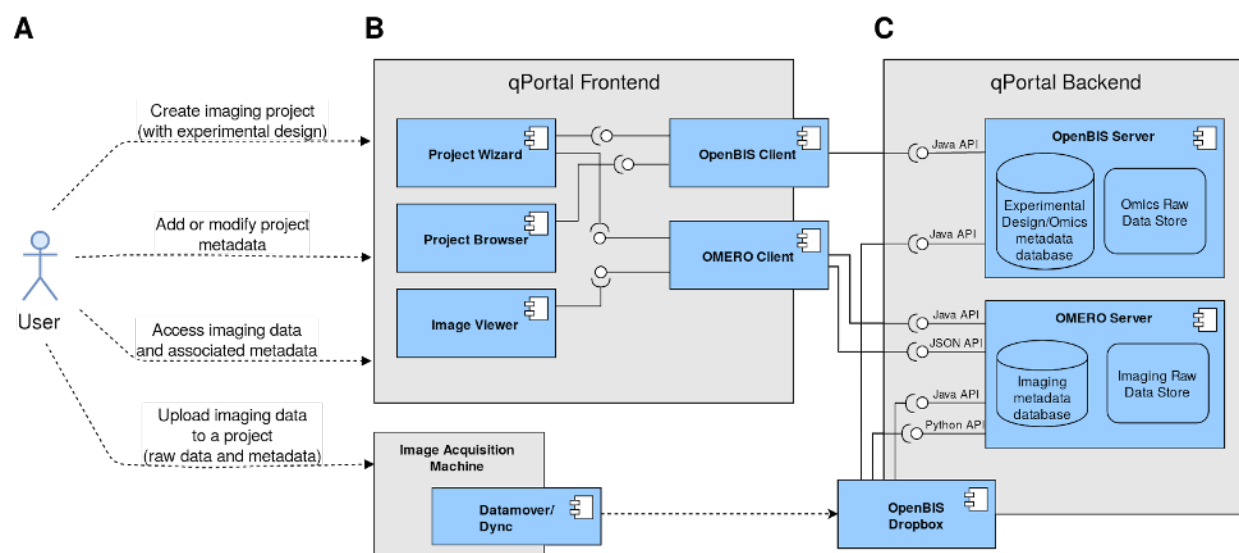 A
B
C
qPortal Frontend
qPortal Backend
Create imaging project
(with experimental design)
Add or modify project
metadata
User
Access imaging data
and associated metadata
Upload imaging data
to a project
(raw data and metadata)
Project Wizard
Project Browser
Image Viewer
OpenBIS Client
OMERO Client
Image Acquisition
Machine
Datamover/
Dync
Java API
Java API
OpenBIS Server
Experimental
Design/Omics
metadata
database
Omics Raw
Data Store
Java API
JSON API
Java API
Python API
OMERO Server
Imaging
metadata
database
Imaging Raw
Data Store
OpenBIS
Dropbox